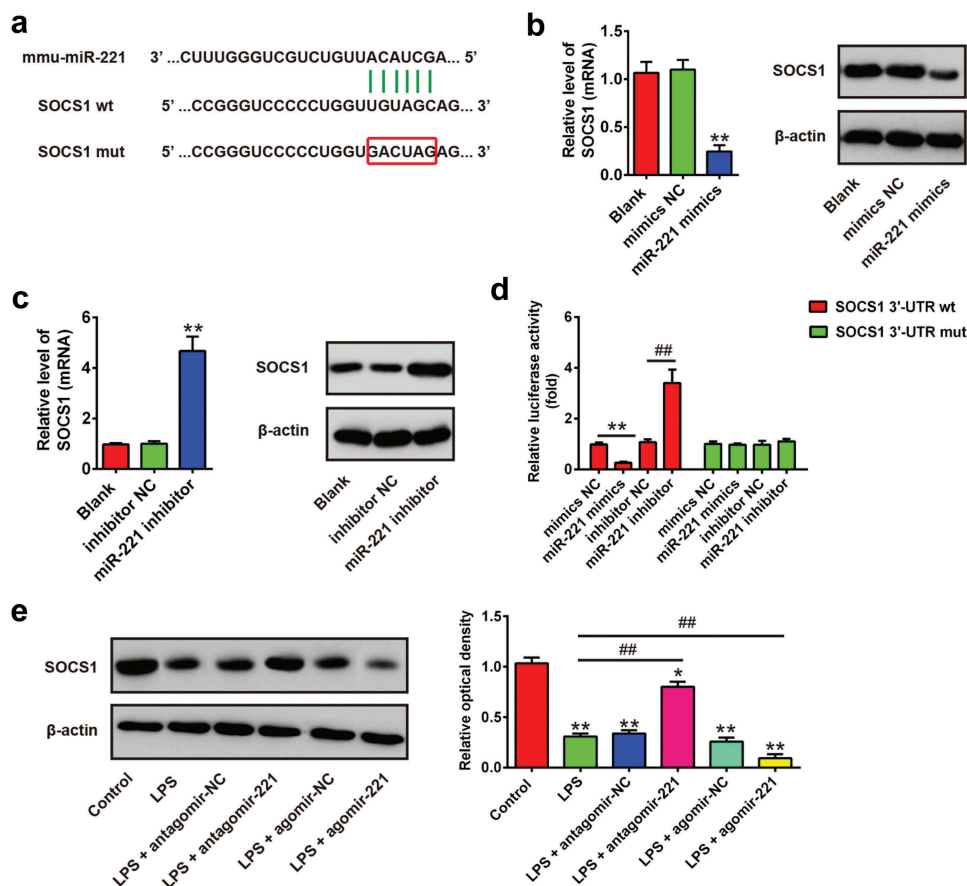 a
mmu-miR-221 3’ ...CUUUGGGUCGUCUGUUACAUCGA... 5’
SOCS1 wt 5’ ...CCGGGUCCCCCUGGUUGUAGCAG... 3’
SOCS1 mut 5’ ...CCGGGUCCCCCUGGUGACUAGAG... 3’
b
Relative level of
SOCS1 (mRNA)
1.5
1.0
0.5
0.0
**
Blank
mimics NC
miR-221 mimics
SOCS1
β-actin
Blank
mimics NC
miR-221 mimics
c
Relative level of
SOCS1 (mRNA)
6
4
2
0
**
Blank
inhibitor NC
miR-221 inhibitor
SOCS1
β-actin
Blank
inhibitor NC
miR-221 inhibitor
d
SOCS1 3'-UTR wt
SOCS1 3'-UTR mut
Relative luciferase activity
(fold)
6
4
2
0
**
##
mimics NC
miR-221 mimics
inhibitor NC
miR-221 inhibitor
mimics NC
miR-221 mimics
inhibitor NC
miR-221 inhibitor
e
SOCS1
β-actin
Control
LPS
LPS + antagomir-NC
LPS + antagomir-221
LPS + agomir-NC
LPS + agomir-221
Relative optical density
1.5
1.0
0.5
0.0
##
##
**
**
*
**
**
Control
LPS
LPS + antagomir-NC
LPS + antagomir-221
LPS + agomir-NC
LPS + agomir-221